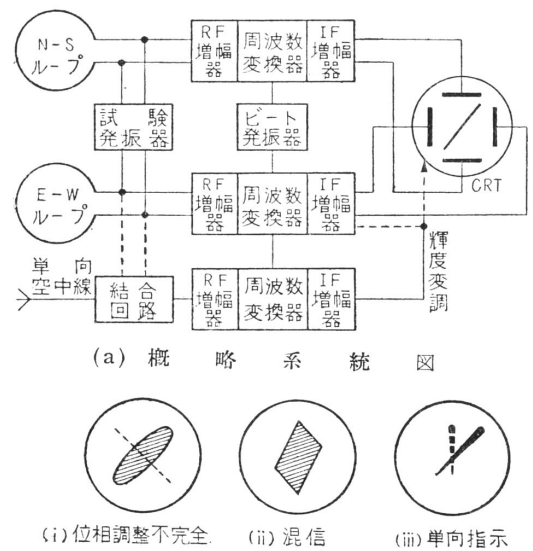 N-S
ループ
RF
増幅
器
周波数
変換器
IF
増幅
器
試験
発振器
ビート
発振器
CRT
E-W
ループ
RF
増幅
器
周波数
変換器
IF
増幅
器
輝度変調
単向
空中線
結合
回路
RF
増幅
器
周波数
変換器
IF
増幅
器
(a) 概略系統図
(i)位相調整不完全.
(ii) 混信
(iii)単向指示